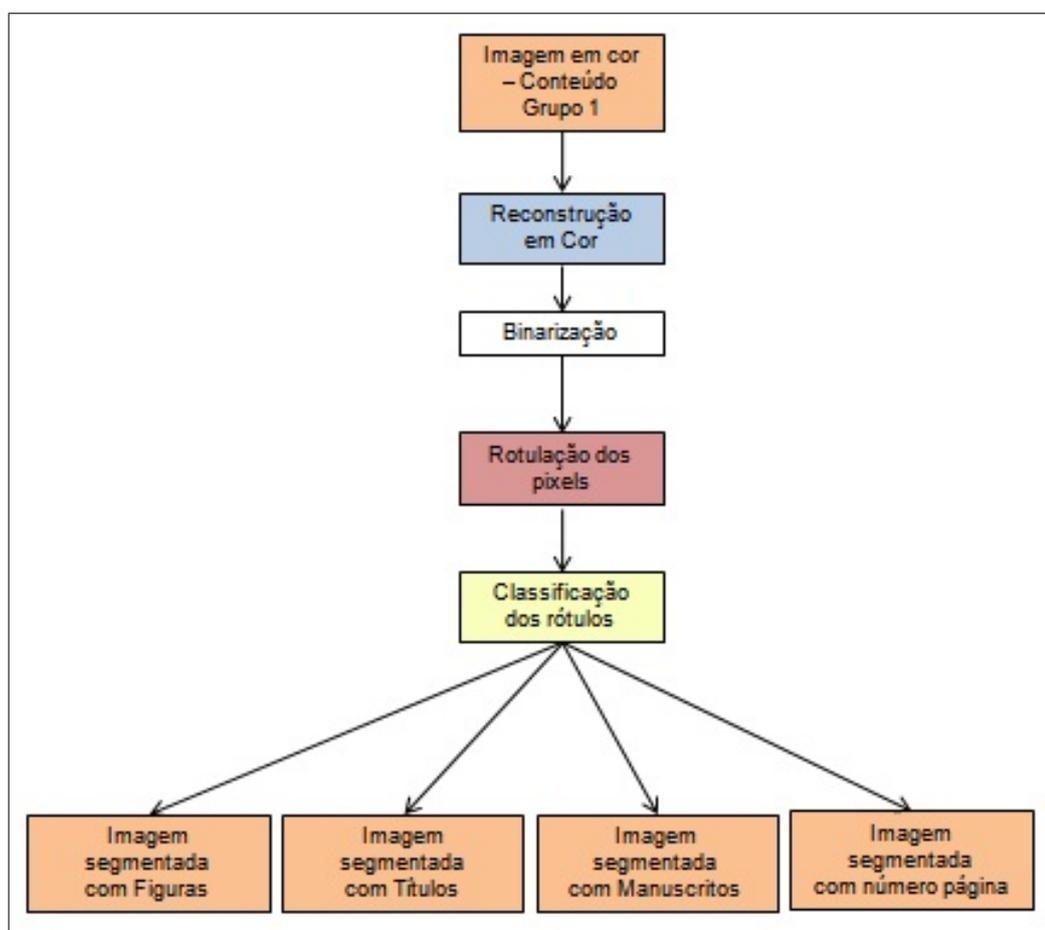 Imagem em cor
– Conteúdo
Grupo 1
Reconstrução
em Cor
Binarização
Rotulação dos
pixels
Classificação
dos rótulos
Imagem
segmentada
com Figuras
Imagem
segmentada
com Títulos
Imagem
segmentada
com Manuscritos
Imagem
segmentada
com número página